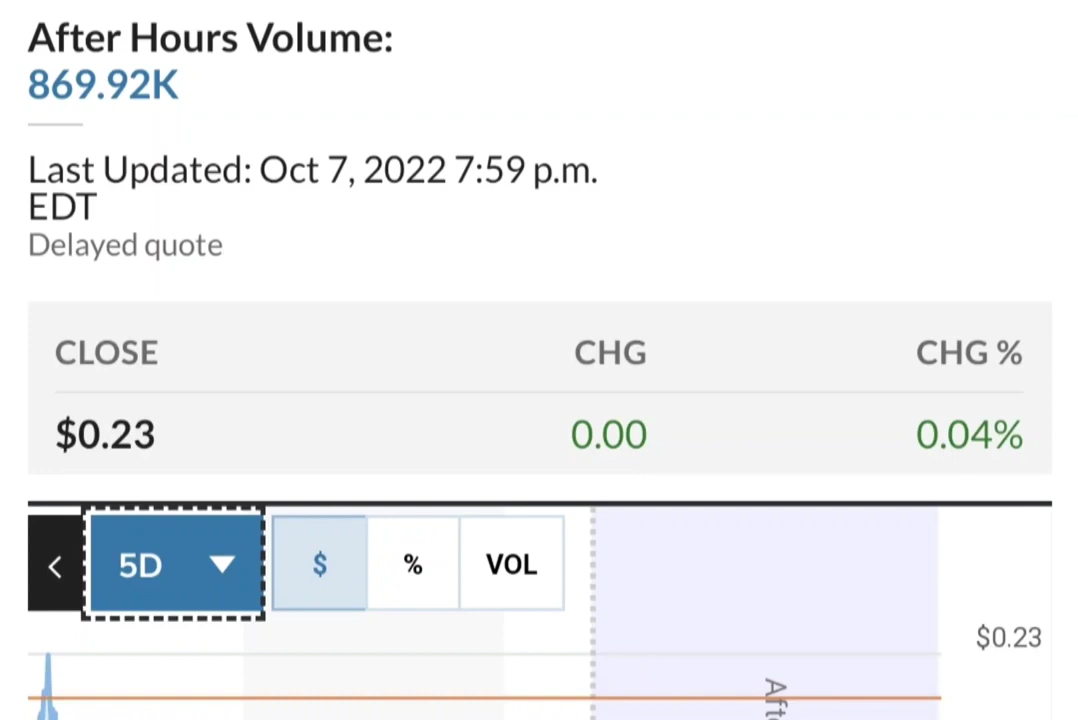 After Hours Volume:
869.92K
Last Updated: Oct 7, 2022 7:59 p.m.
EDT
Delayed quote
CLOSE CHG CHG %
$0.23 0.00 0.04%
5D $ % VOL
$0.23